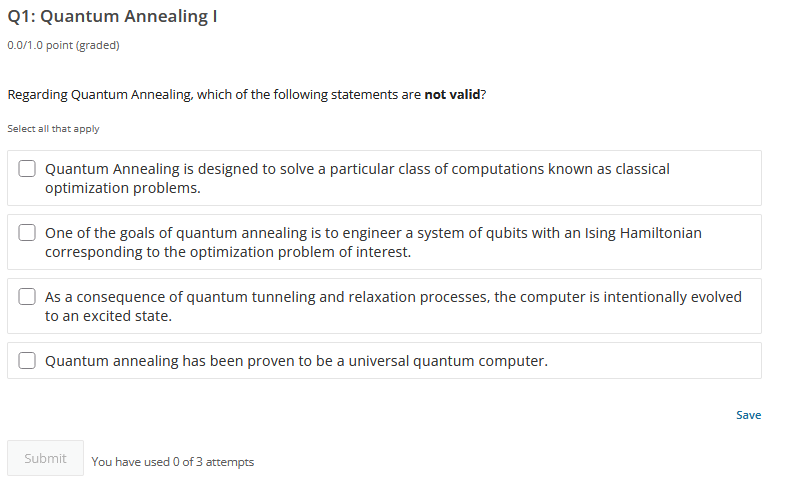 Q1: Quantum Annealing I
0.0/1.0 point (graded)
Regarding Quantum Annealing, which of the following statements are not valid?
Select all that apply
Quantum Annealing is designed to solve a particular class of computations known as classical
optimization problems.
One of the goals of quantum annealing is to engineer a system of qubits with an Ising Hamiltonian
corresponding to the optimization problem of interest.
As a consequence of quantum tunneling and relaxation processes, the computer is intentionally evolved
to an excited state.
Quantum annealing has been proven to be a universal quantum computer.
Save
Submit
You have used 0 of 3 attempts